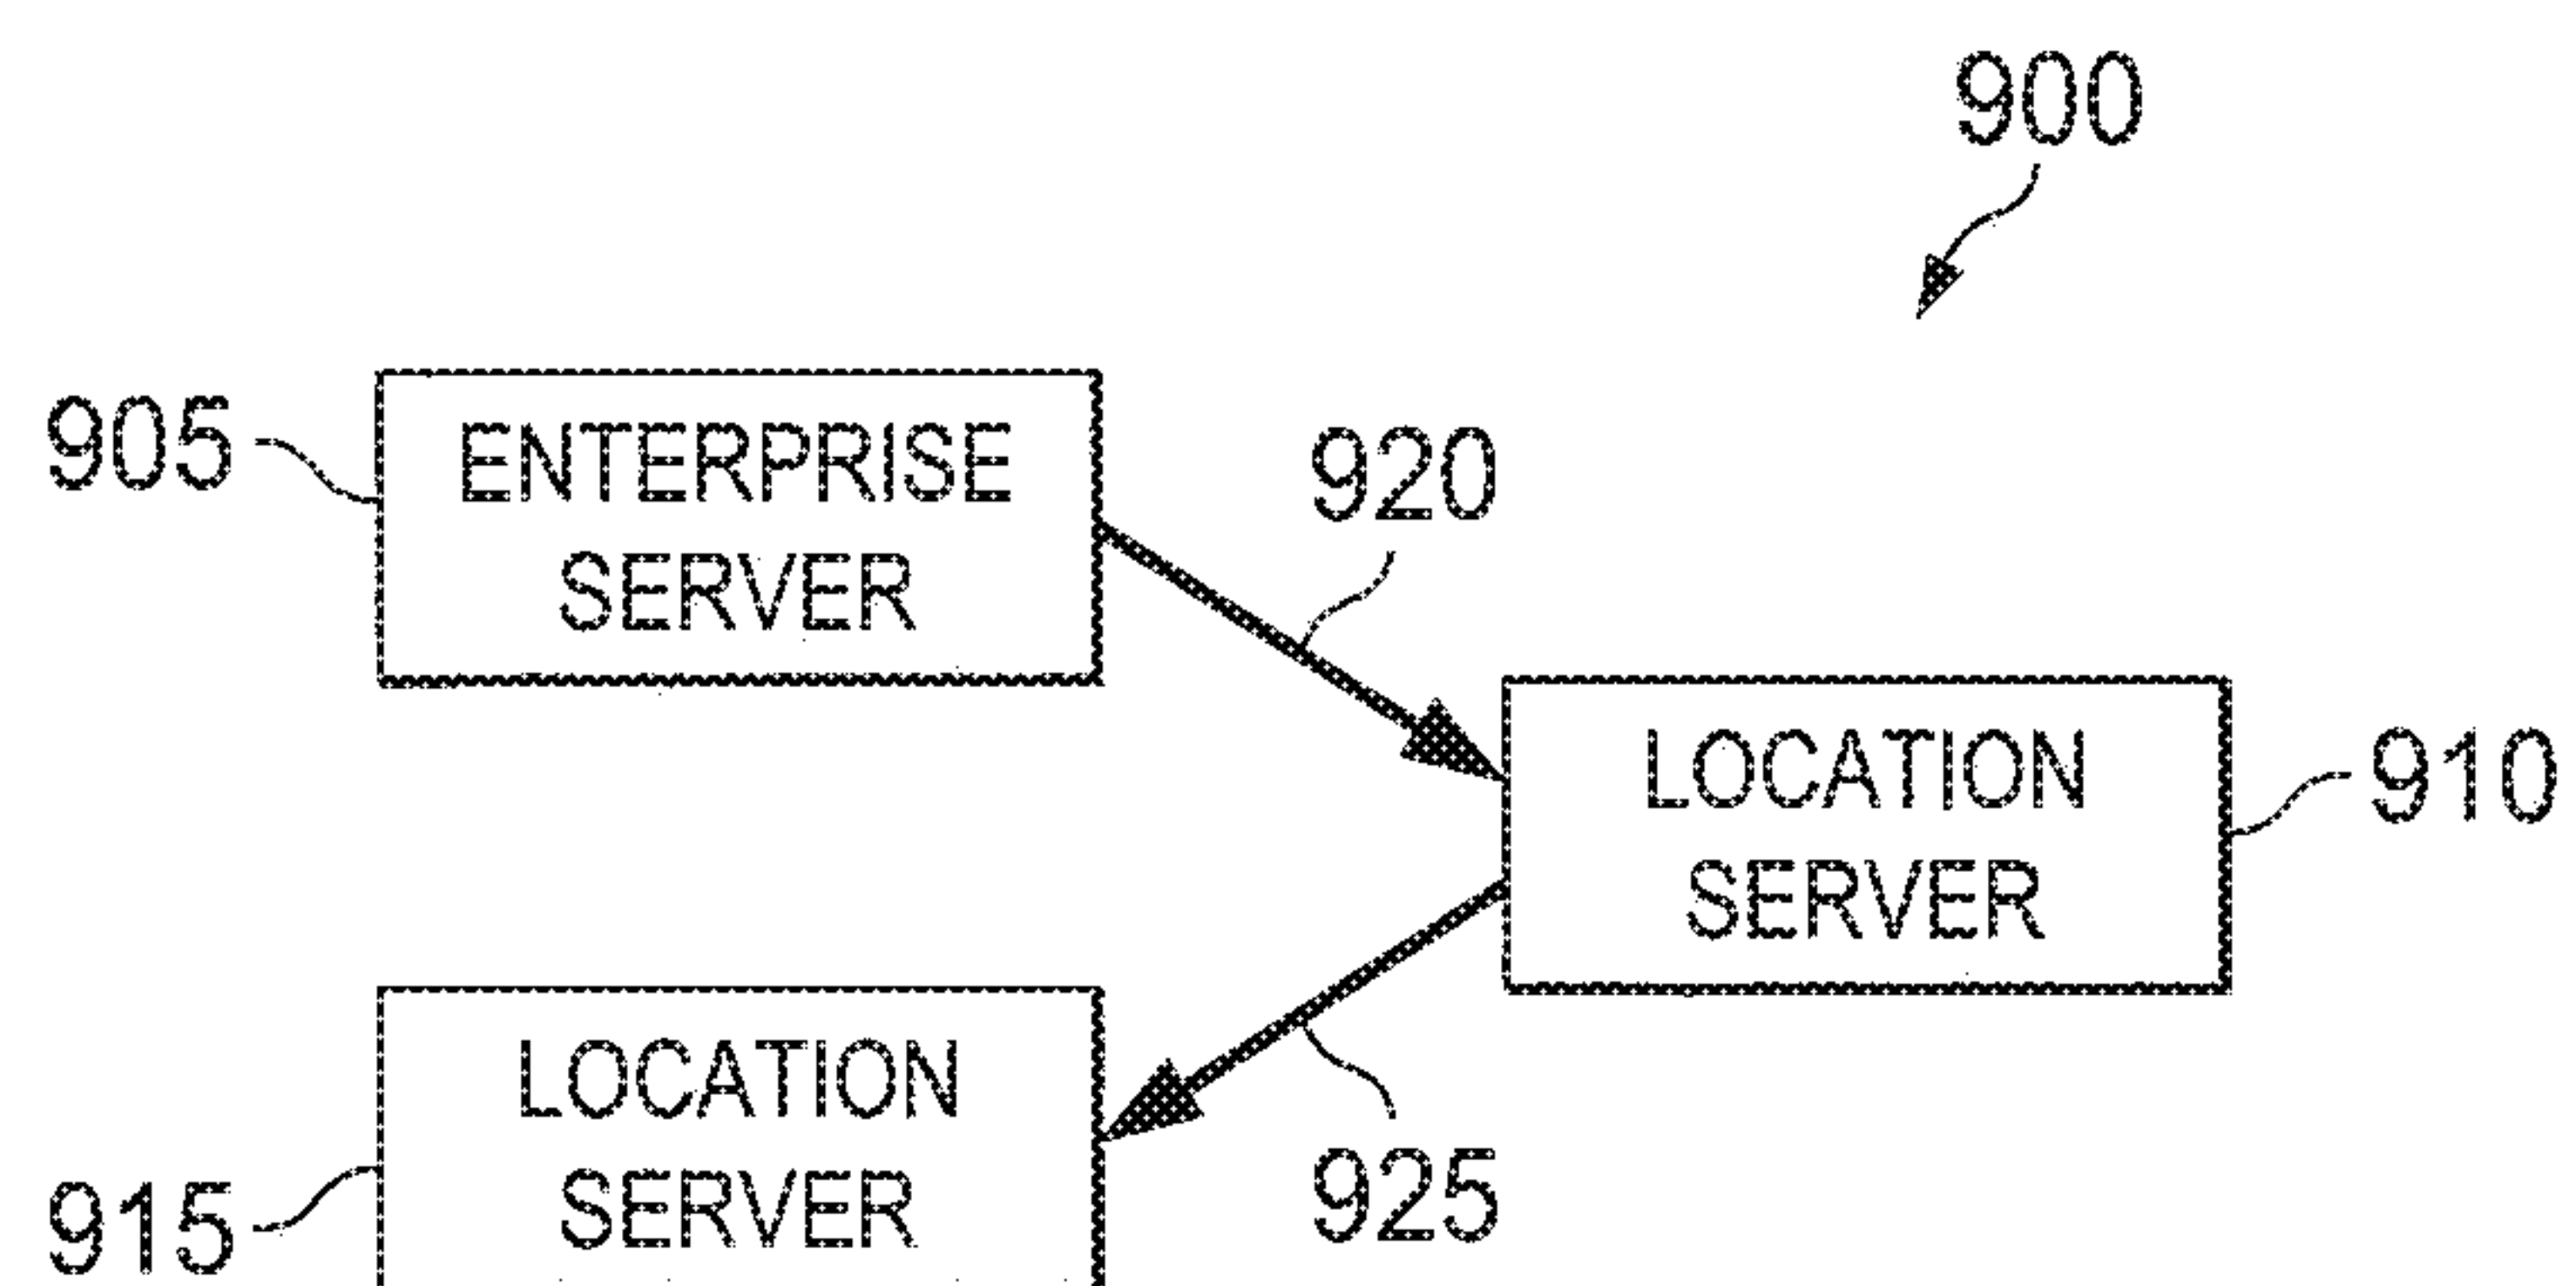 900
905
ENTERPRISE
SERVER
920
LOCATION
SERVER
910
LOCATION
SERVER
915
925